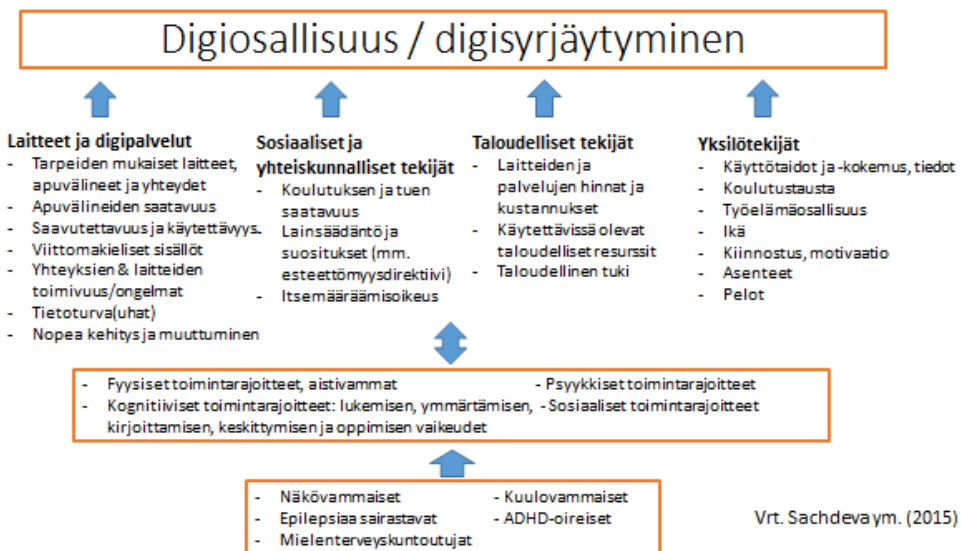 Digiosallisuus / digisyrjäytyminen
Laitteet ja digipalvelut
- Tarpeiden mukaiset laitteet,
apuvälineet ja yhteydet
- Apuvälineiden saatavuus
- Saavutettavuus ja käytettävyys
- Viittomakieliset sisällöt
- Yhteyksien & laitteiden
toimivuus/ongelmat
- Tietoturva(uhat)
- Nopea kehitys ja muuttuminen
Sosiaaliset ja
yhteiskunnalliset tekijät
- Koulutuksen ja tuen
saatavuus
- Lainsäädäntö ja
suositukset (mm.
esteettömyysdirektiivi)
- Itsemääräämisoikeus
Taloudelliset tekijät
- Laitteiden ja
palvelujen hinnat ja
kustannukset
- Käytettävissä olevat
taloudelliset resurssit
- Taloudellinen tuki
Yksilötekijät
- Käyttötaidot ja -kokemus, tiedot
- Koulutustausta
- Työelämäosallisuus
- Ikä
- Kiinnostus, motivaatio
- Asenteet
- Pelot
- Fyysiset toimintarajoitteet, aistivammat
- Kognitiiviset toimintarajoitteet: lukemisen, ymmärtämisen,
kirjoittamisen, keskittymisen ja oppimisen vaikeudet
- Psyykkiset toimintarajoitteet
- Sosiaaliset toimintarajoitteet
- Näkövammaiset
- Epilepsiaa sairastavat
- Mielenterveyskuntoutujat
- Kuulovammaiset
- ADHD-oireiset
Vrt. Sachdeva ym. (2015)